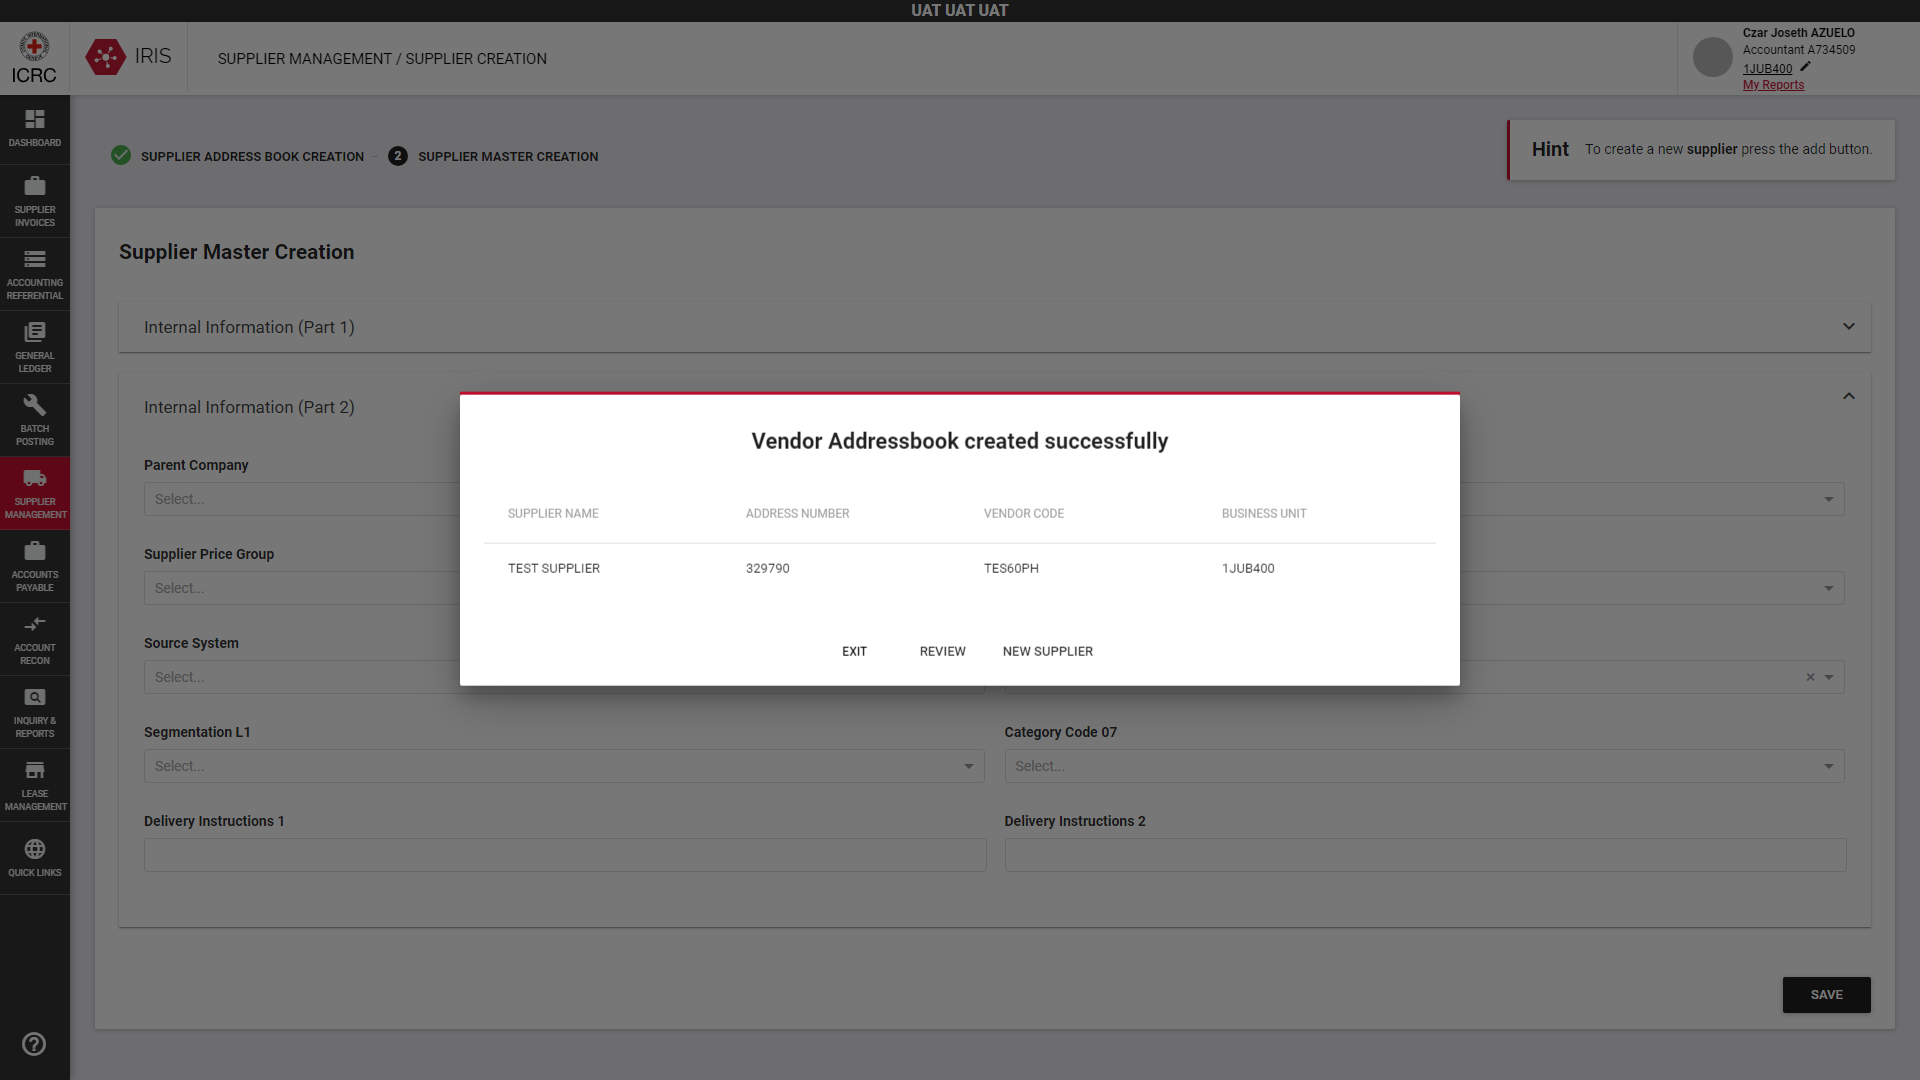 UAT UAT UAT
ICRC
IRIS
SUPPLIER MANAGEMENT / SUPPLIER CREATION
Czar Joseth AZUELO
Accountant A734509
1JUB400
My Reports
DASHBOARD
SUPPLIER
INVOICES
ACCOUNTING
REFERENTIAL
GENERAL
LEDGER
BATCH
POSTING
SUPPLIER
MANAGEMENT
ACCOUNTS
PAYABLE
ACCOUNT
RECON
INQUIRY &
REPORTS
LEASE
MANAGEMENT
QUICK LINKS
SUPPLIER ADDRESS BOOK CREATION
2 SUPPLIER MASTER CREATION
Hint To create a new supplier press the add button.
Supplier Master Creation
Internal Information (Part 1)
Internal Information (Part 2)
Parent Company
Select...
Supplier Price Group
Select...
Source System
Select...
Segmentation L1
Select...
Category Code 07
Select...
Delivery Instructions 1
Delivery Instructions 2
SAVE
Vendor Addressbook created successfully
SUPPLIER NAME ADDRESS NUMBER VENDOR CODE BUSINESS UNIT
TEST SUPPLIER 329790 TES60PH 1JUB400
EXIT REVIEW NEW SUPPLIER